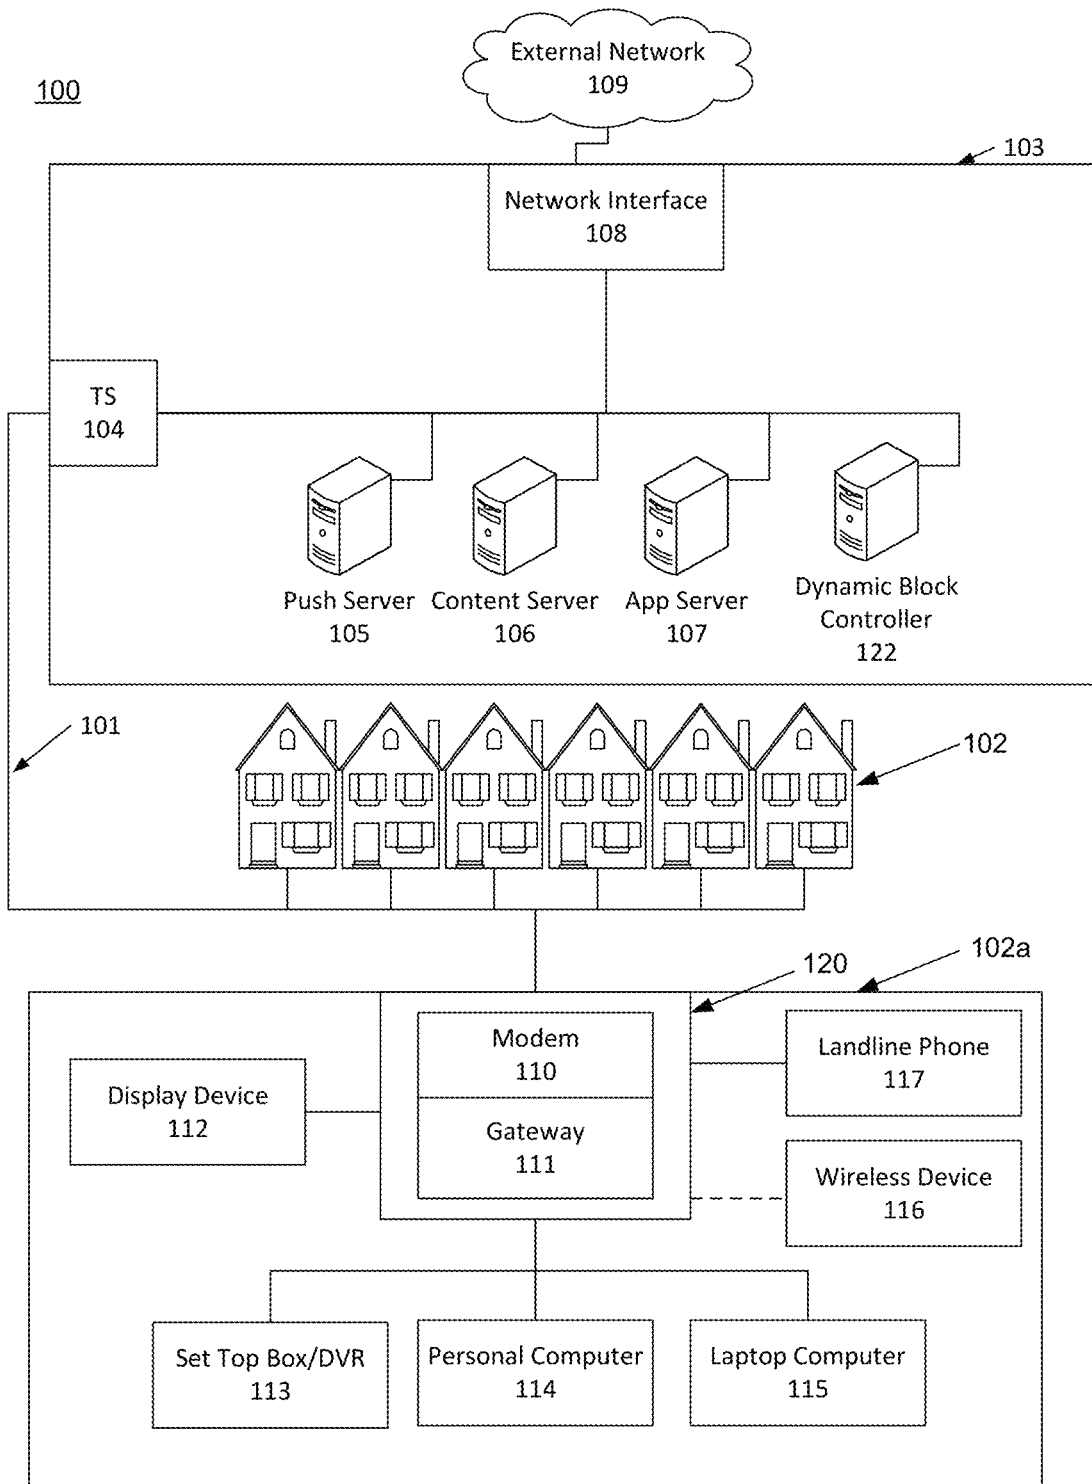 External Network
109
100
103
Network Interface
108
TS
104
Push Server
105
Content Server
106
App Server
107
Dynamic Block
Controller
122
101
102
120
102a
Modem
110
Landline Phone
117
Display Device
112
Gateway
111
Wireless Device
116
Set Top Box/DVR
113
Personal Computer
114
Laptop Computer
115